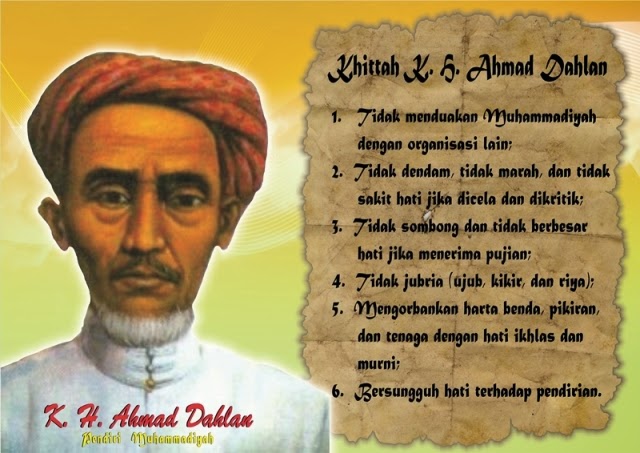 Khittah K. H. Ahmad Dahlan
1. Tidak menduakan Muhammadiyah
dengan organisasi lain;
2. Tidak dendam, tidak marah, dan tidak
sakit hati jika dicela dan dikritik;
3. Tidak sombong dan tidak berbesar
hati jika menerima pujian;
4. Tidak jubria (ujub, kikir, dan riya);
5. Mengorbankan harta benda, pikiran,
dan tenaga dengan hati ikhlas dan
murni;
6. Bersungguh hati terhadap pendirian.
K. H. Ahmad Dahlan
Pendiri Muhammadiyah